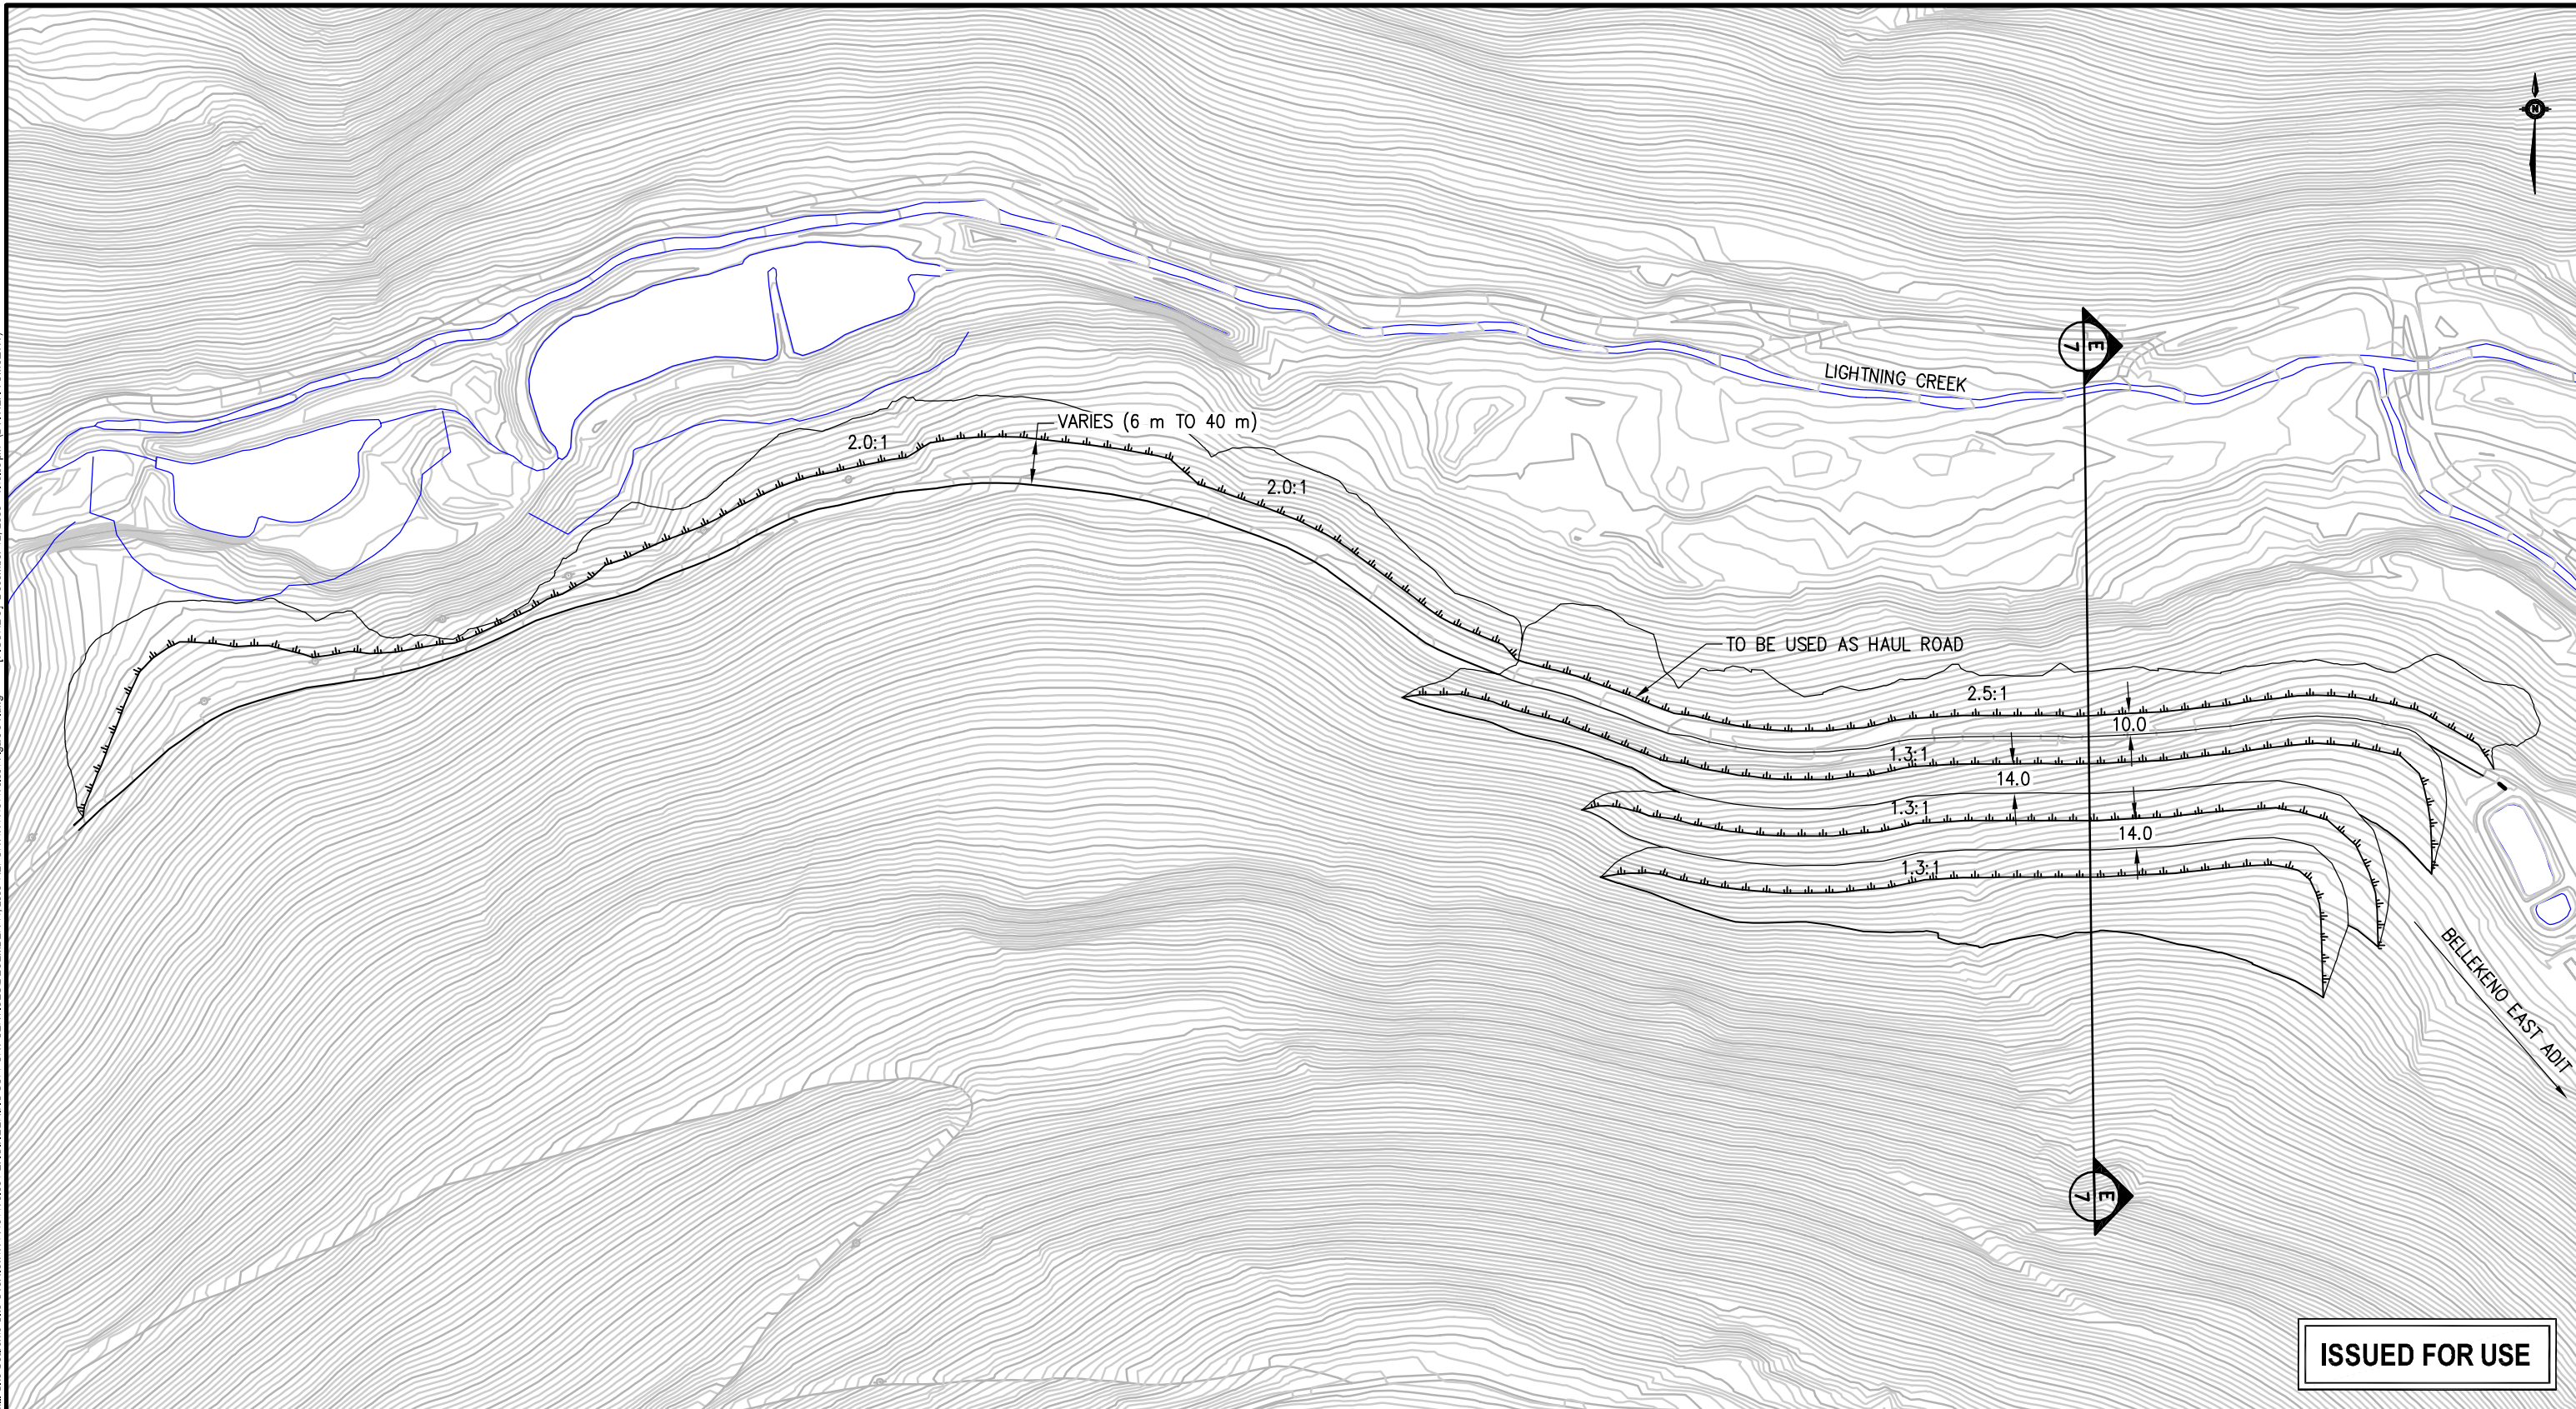 N
E
7
LIGHTNING CREEK
VARIES (6 m TO 40 m)
2.0:1
2.0:1
TO BE USED AS HAUL ROAD
2.5:1
10.0
1.3:1
14.0
1.3:1
14.0
1.3:1
BELLEKENO EAST ADIT
E
7
ISSUED FOR USE